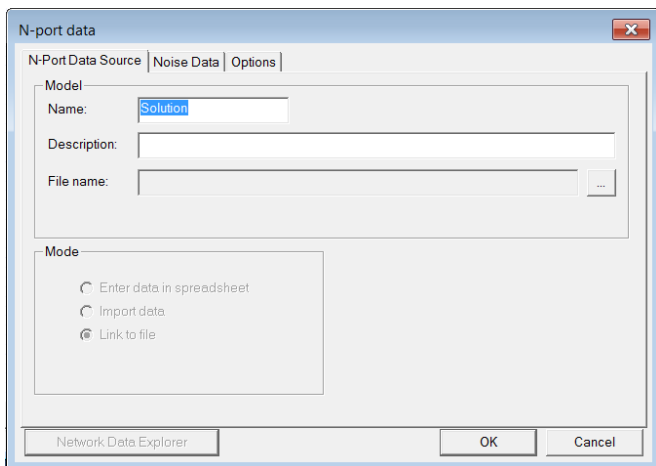 N-port data
N-Port Data Source Noise Data Options
Model
Name: Solution
Description:
File name: ...
Mode
Enter data in spreadsheet
Import data
Link to file
Network Data Explorer OK Cancel